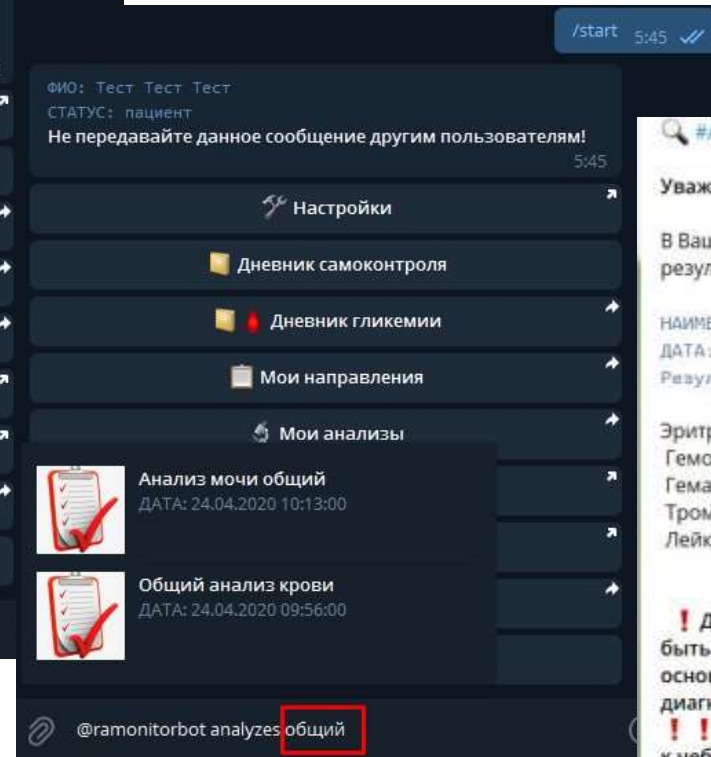 /start 5:45
ФИО: Тест Тест Тест
СТАТУС: пациент
Не передавайте данное сообщение другим пользователям!
5:45
Настройки
Дневник самоконтроля
Дневник гликемии
Мои направления
Мои анализы
Анализ мочи общий
ДАТА: 24.04.2020 10:13:00
Общий анализ крови
ДАТА: 24.04.2020 09:56:00
@ramonitorbot analyzes общий
ДАТА:
быть